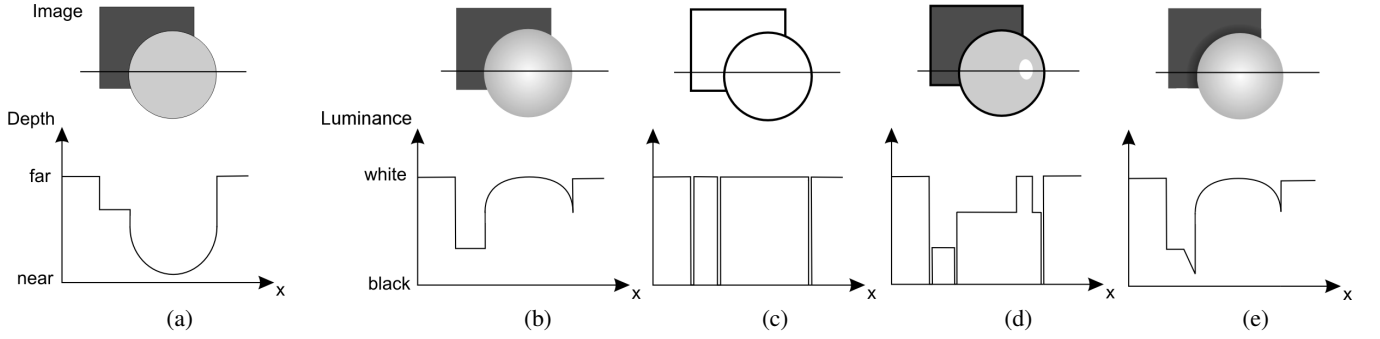 Image
Depth
far
near
x
(a)
Luminance
white
black
x
(b)
x
(c)
x
(d)
x
(e)